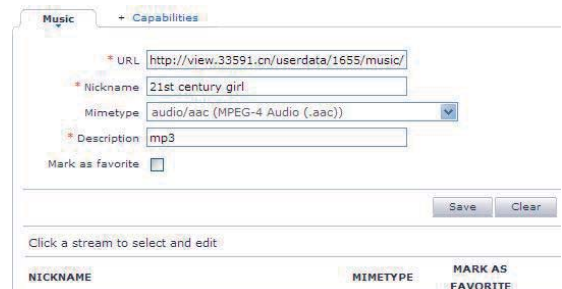 Music + Capabilities
* URL http://view.33591.cn/userdata/1655/music/
* Nickname 21st century girl
Mimetype audio/aac (MPEG-4 Audio (.aac))
* Description mp3
Mark as favorite
Save Clear
Click a stream to select and edit
NICKNAME MIMETYPE MARK AS
FAVORITE